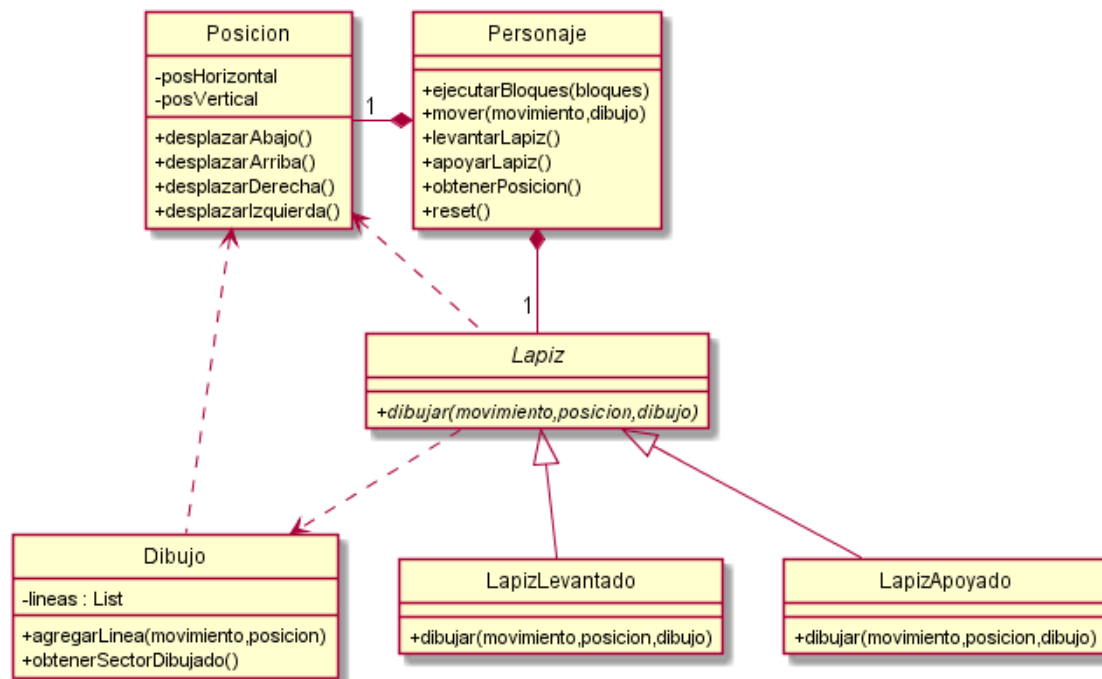 Posicion
-posHorizontal
-posVertical
+desplazarAbajo()
+desplazarArriba()
+desplazarDerecha()
+desplazarIzquierda()
1
Personaje
+ejecutarBloques(bloques)
+mover(movimiento,dibujo)
+levantarLapiz()
+apoyarLapiz()
+obtenerPosicion()
+reset()
1
Lapiz
+dibujar(movimiento,posicion,dibujo)
Dibujo
-lineas : List
+agregarLinea(movimiento,posicion)
+obtenerSectorDibujado()
LapizLevantado
+dibujar(movimiento,posicion,dibujo)
LapizApoyado
+dibujar(movimiento,posicion,dibujo)